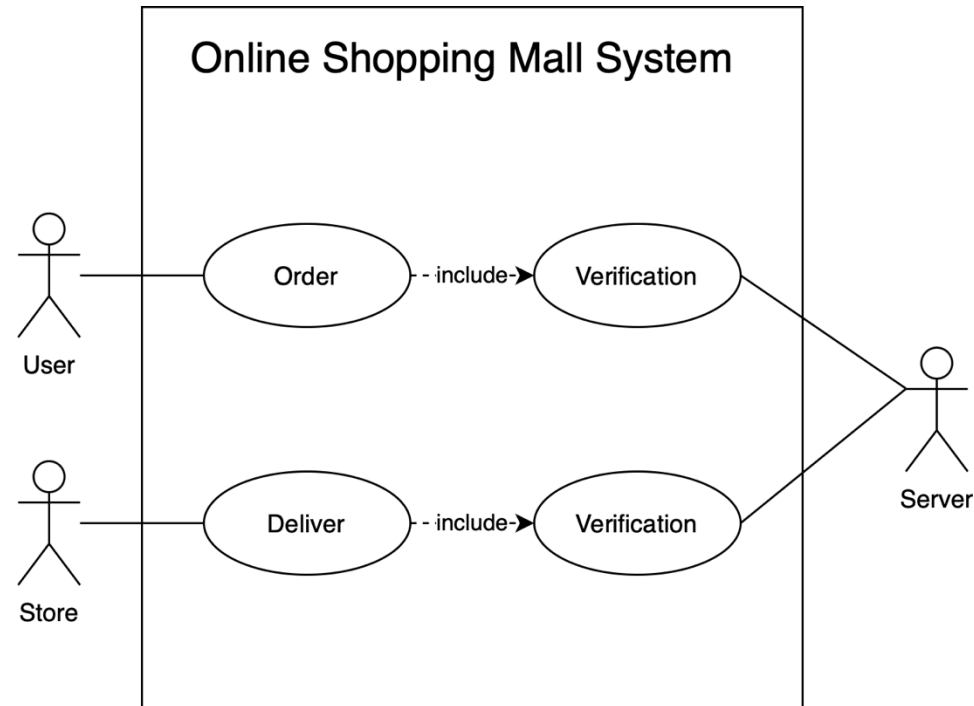 Online Shopping Mall System
Order
include
Verification
User
Server
Deliver
include
Verification
Store